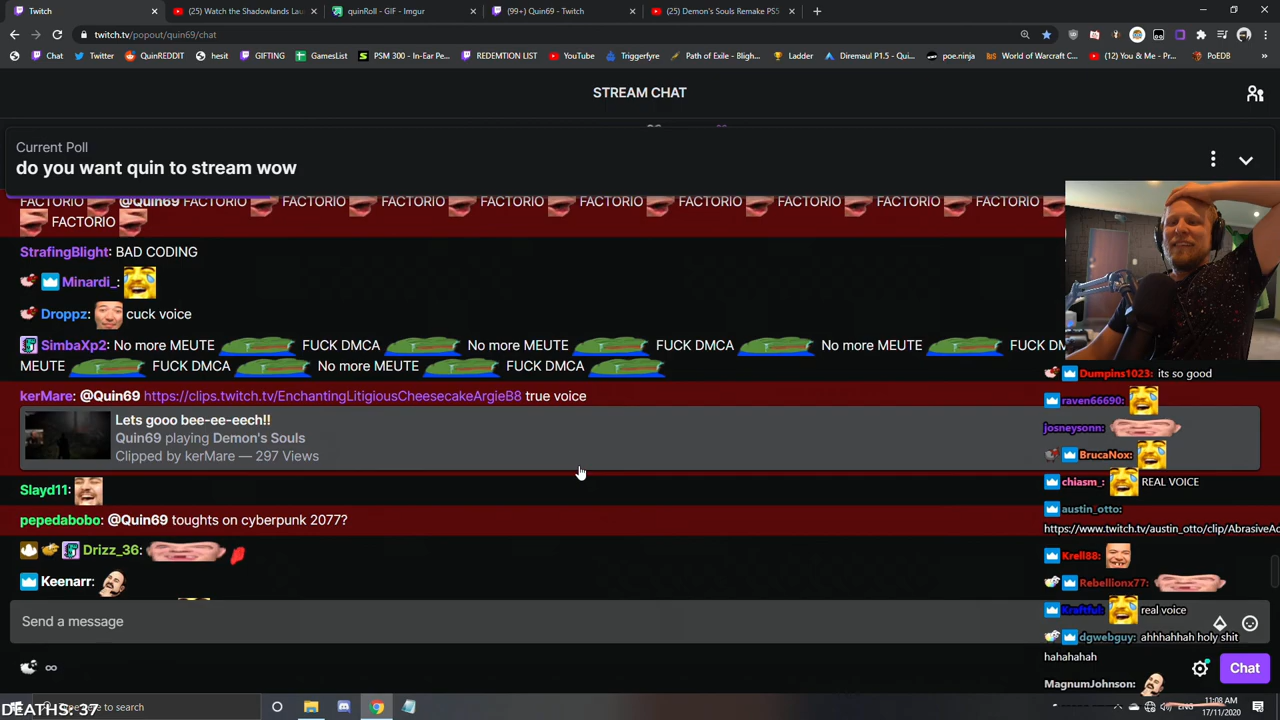 Twitch
(25) Watch the Shadowlands Lau
quinRoll - GIF - Imgur
(99+) Quin69 - Twitch
(25) Demon's Souls Remake PS5
twitch.tv/popout/quin69/chat
Chat
Twitter
QuinREDDIT
hesit
GIFTING
GamesList
PSM 300 - In-Ear Pe...
REDEMTION LIST
YouTube
Triggerfyre
Path of Exile - Bligh...
Ladder
Diremaul P1.5 - Qui...
poe.ninja
World of Warcraft C...
(12) You & Me - Pr...
PoEDB
STREAM CHAT
Current Poll
do you want quin to stream wow
FACTORIO @Quin69 FACTORIO FACTORIO FACTORIO FACTORIO FACTORIO FACTORIO FACTORIO FACTORIO FACTORIO
FACTORIO
StrafingBlight: BAD CODING
Minardi_:
Droppz: cuck voice
SimbaXp2: No more MEUTE FUCK DMCA No more MEUTE FUCK DMCA No more MEUTE FUCK DM
MEUTE FUCK DMCA No more MEUTE FUCK DMCA
kerMare: @Quin69 https://clips.twitch.tv/EnchantingLitigiousCheesecakeArgieB8 true voice
Lets gooo bee-ee-eech!!
Quin69 playing Demon's Souls
Clipped by kerMare — 297 Views
Slayd11:
pepedabobo: @Quin69 toughts on cyberpunk 2077?
Drizz_36:
Keenarr:
Send a message
∞
Chat
Dumpins1023: its so good
raven66690:
josneysonn:
BrucaNox:
chiasm_: REAL VOICE
austin_otto:
https://www.twitch.tv/austin_otto/clip/AbrasiveAd
Krell88:
Rebellionx77:
Kraftful: real voice
dgwebguy: ahhhahhah holy shit
hahahahah
MagnumJohnson:
DEATHS: 37
ENG
11:08 AM
17/11/2020